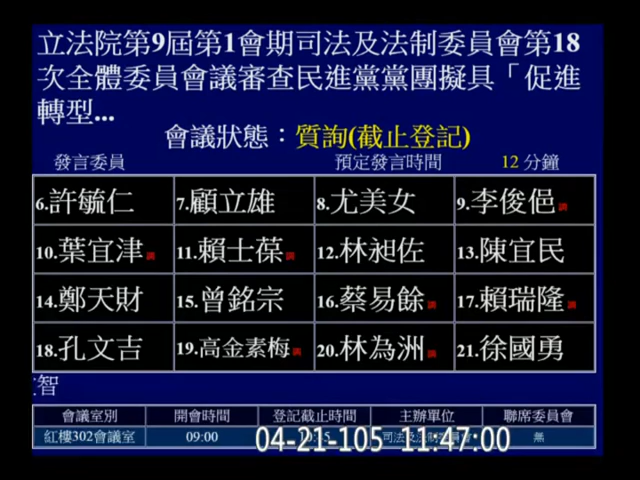 立法院第9屆第1會期司法及法制委員會第18
次全體委員會議審查民進黨黨團擬具「促進
轉型...
會議狀態：質詢(截止登記)
發言委員 預定發言時間 12 分鐘
6.許毓仁 7.顧立雄 8.尤美女 9.李俊俋
10.葉宜津 11.賴士葆 12.林昶佐 13.陳宜民
14.鄭天財 15.曾銘宗 16.蔡易餘 17.賴瑞隆
18.孔文吉 19.高金素梅 20.林為洲 21.徐國勇
智
會議室別 開會時間 登記截止時間 主辦單位 聯席委員會
紅樓302會議室 09:00 司法及法制委員會 無
04-21-105 11:47:00